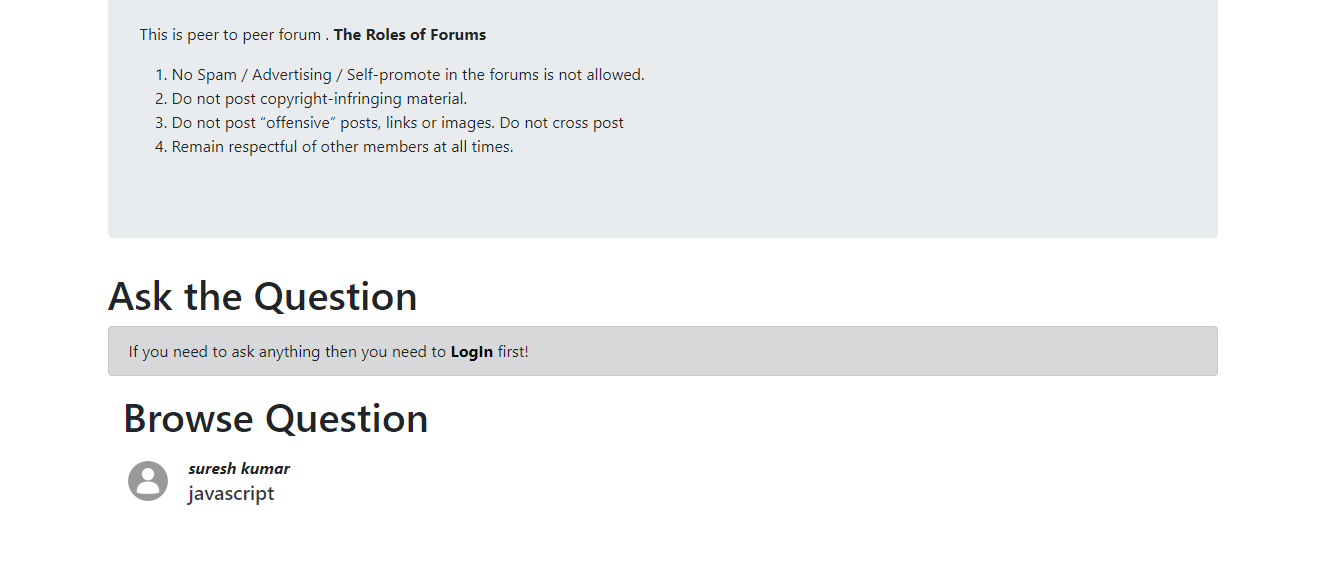 This is peer to peer forum . The Roles of Forums
1. No Spam / Advertising / Self-promote in the forums is not allowed.
2. Do not post copyright-infringing material.
3. Do not post “offensive” posts, links or images. Do not cross post
4. Remain respectful of other members at all times.
Ask the Question
If you need to ask anything then you need to LogIn first!
Browse Question
suresh kumar
javascript